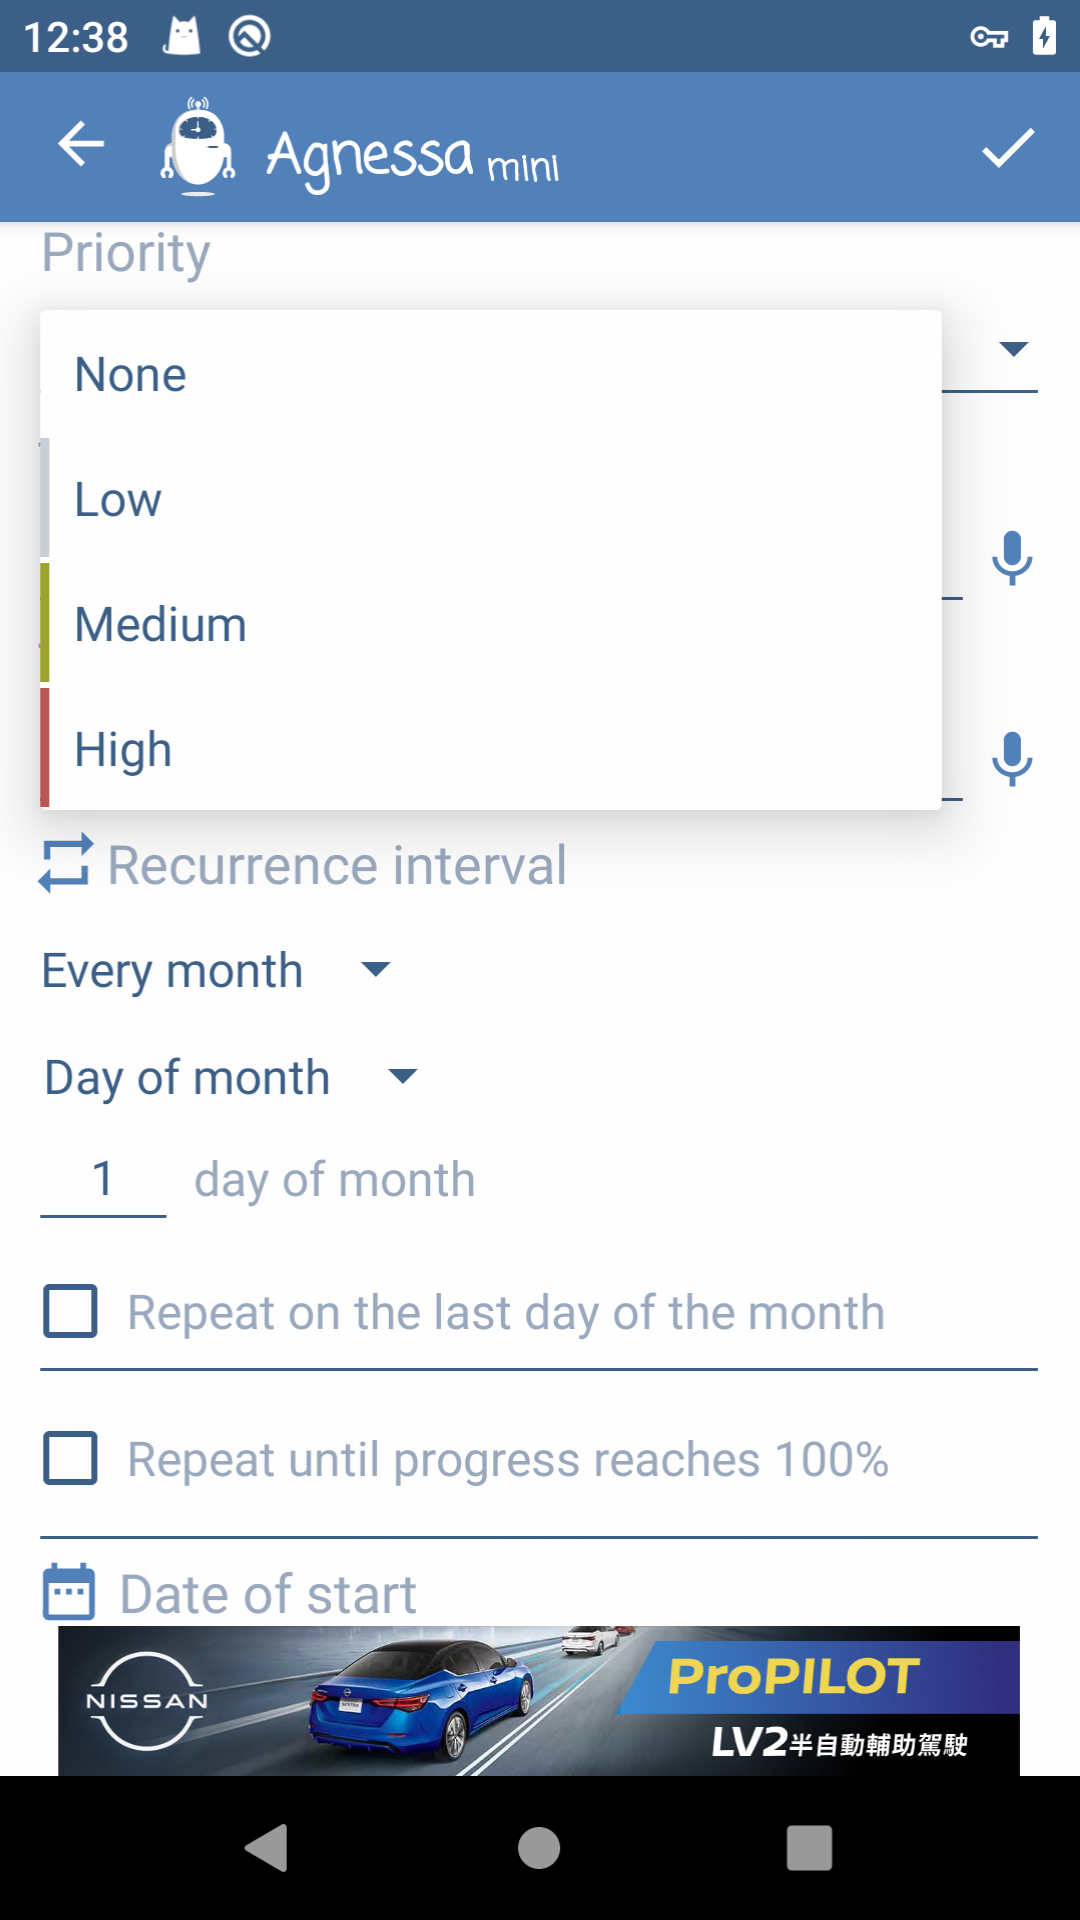 12:38
Agnessa mini
Priority
None
Low
Medium
High
Recurrence interval
Every month
Day of month
1 day of month
Repeat on the last day of the month
Repeat until progress reaches 100%
Date of start
NISSAN
ProPILOT
LV2半自動輔助駕駛